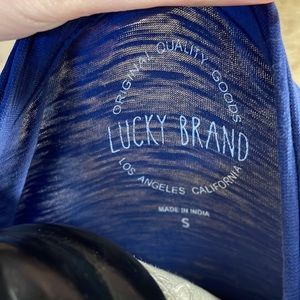 ORIGINAL QUALITY GOODS
LUCKY BRAND
LOS ANGELES CALIFORNIA
MADE IN INDIA
S